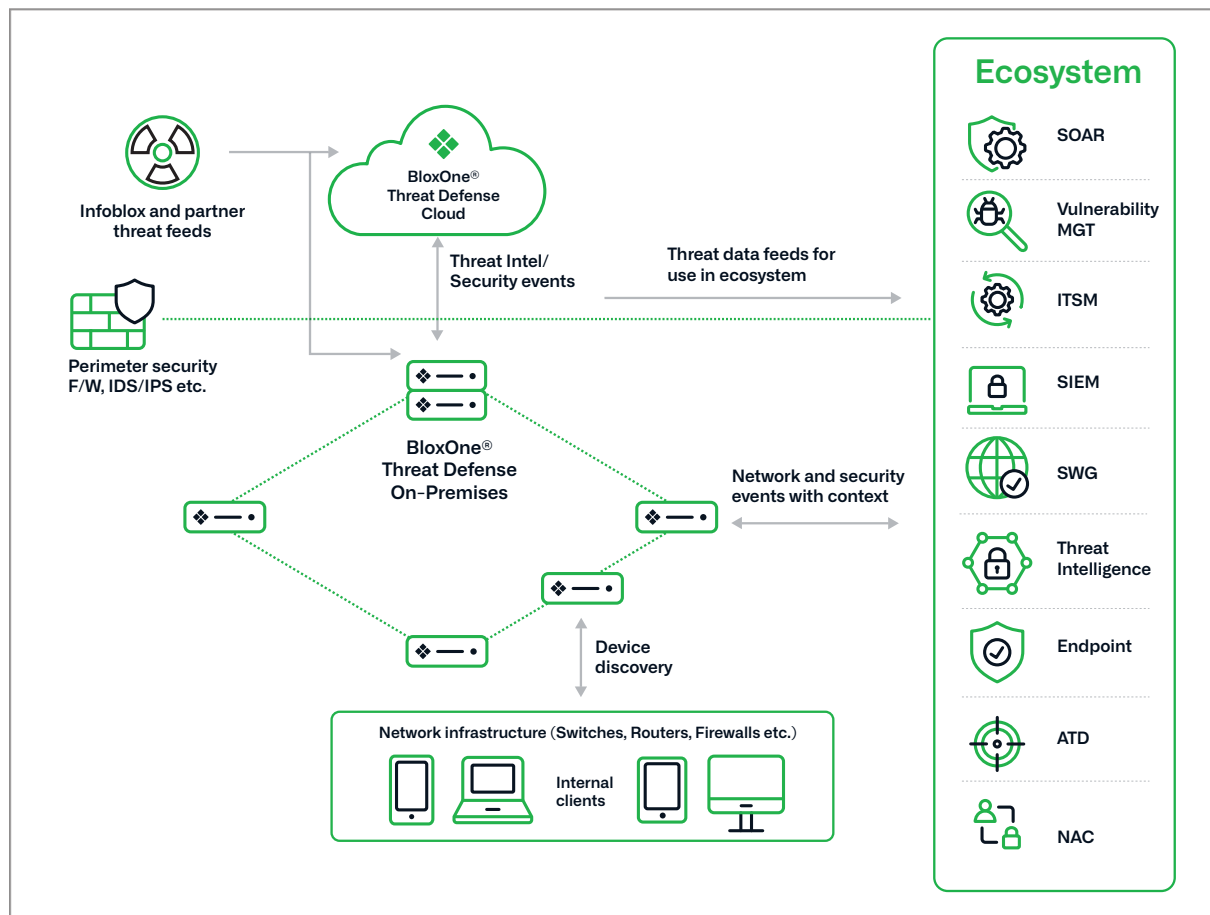 Infoblox and partner
threat feeds
BloxOne®
Threat Defense
Cloud
Threat Intel/
Security events
Threat data feeds for
use in ecosystem
Perimeter security
F/W, IDS/IPS etc.
BloxOne®
Threat Defense
On-Premises
Network and security
events with context
Device
discovery
Network infrastructure (Switches, Routers, Firewalls etc.)
Internal
clients
Ecosystem
SOAR
Vulnerability
MGT
ITSM
SIEM
SWG
Threat
Intelligence
Endpoint
ATD
NAC